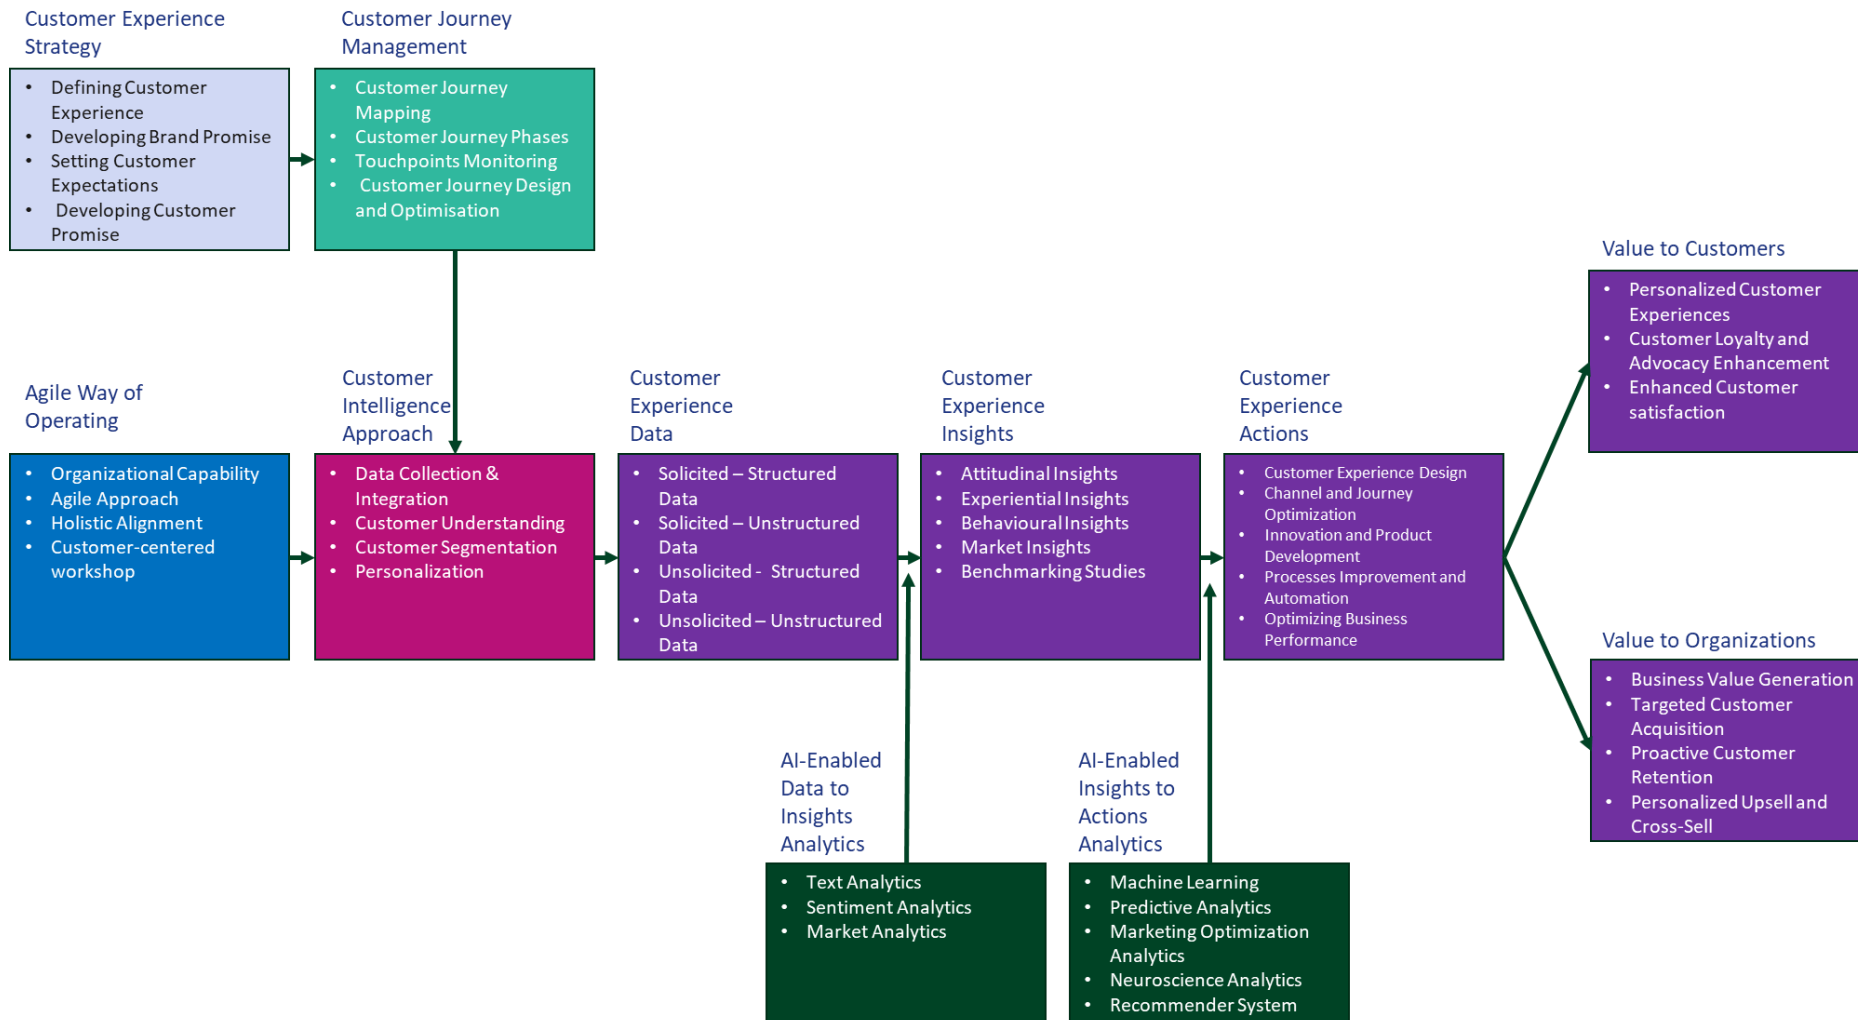 Customer Experience
Strategy
• Defining Customer
Experience
• Developing Brand Promise
• Setting Customer
Expectations
• Developing Customer
Promise
Customer Journey
Management
• Customer Journey
Mapping
• Customer Journey Phases
• Touchpoints Monitoring
• Customer Journey Design
and Optimisation
Agile Way of
Operating
• Organizational Capability
• Agile Approach
• Holistic Alignment
• Customer-centered
workshop
Customer
Intelligence
Approach
• Data Collection &
Integration
• Customer Understanding
• Customer Segmentation
• Personalization
Customer
Experience
Data
• Solicited – Structured
Data
• Solicited – Unstructured
Data
• Unsolicited - Structured
Data
• Unsolicited – Unstructured
Data
Customer
Experience
Insights
• Attitudinal Insights
• Experiential Insights
• Behavioural Insights
• Market Insights
• Benchmarking Studies
Customer
Experience
Actions
• Customer Experience Design
• Channel and Journey
Optimization
• Innovation and Product
Development
• Processes Improvement and
Automation
• Optimizing Business
Performance
Value to Customers
• Personalized Customer
Experiences
• Customer Loyalty and
Advocacy Enhancement
• Enhanced Customer
satisfaction
Value to Organizations
• Business Value Generation
• Targeted Customer
Acquisition
• Proactive Customer
Retention
• Personalized Upsell and
Cross-Sell
AI-Enabled
Data to
Insights
Analytics
• Text Analytics
• Sentiment Analytics
• Market Analytics
AI-Enabled
Insights to
Actions
Analytics
• Machine Learning
• Predictive Analytics
• Marketing Optimization
Analytics
• Neuroscience Analytics
• Recommender System